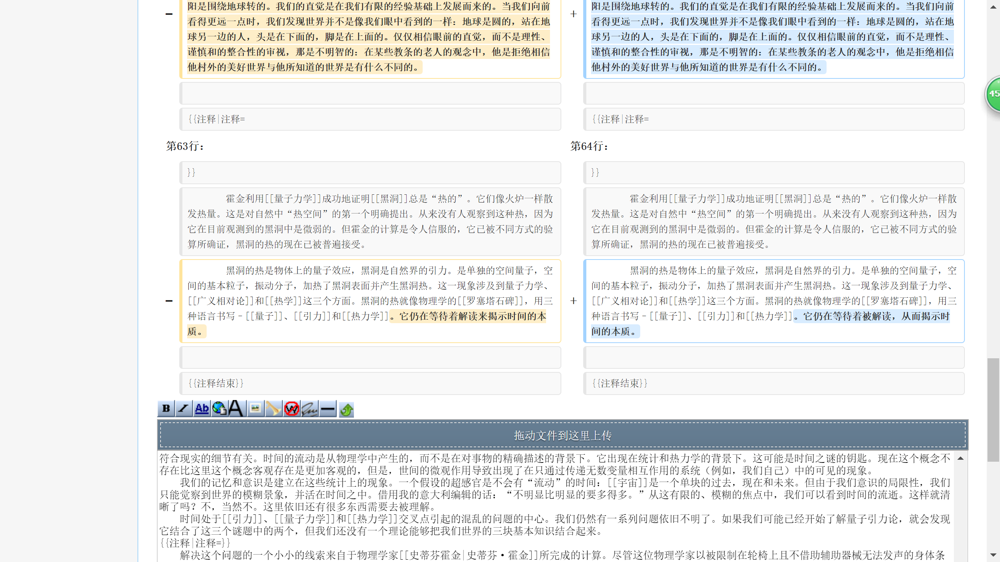 阳是围绕地球转的。我们的直觉是在我们有限的经验基础上发展而来的。当我们向前
看得更远一点时，我们发现世界并不是像我们眼中看到的一样：地球是圆的，站在地
球另一边的人，头是在下面的，脚是在上面的。仅仅相信眼前的直觉，而不是理性、
谨慎和的整合性的审视，那是不明智的：在某些教条的老人的观念中，他是拒绝相信
他村外的美好世界与他所知道的世界是有什么不同的。
−
+
阳是围绕地球转的。我们的直觉是在我们有限的经验基础上发展而来的。当我们向前
看得更远一点时，我们发现世界并不是像我们眼中看到的一样：地球是圆的，站在地
球另一边的人，头是在下面的，脚是在上面的。仅仅相信眼前的直觉，而不是理性、
谨慎和的整合性的审视，那是不明智的：在某些教条的老人的观念中，他是拒绝相信
他村外的美好世界与他所知道的世界是有什么不同的。
45
{{注释|注释=
{{注释|注释=
第63行：
第64行：
}}
}}
霍金利用[[量子力学]]成功地证明[[黑洞]]总是“热的”。它们像火炉一样散
发热量。这是对自然中“热空间”的第一个明确提出。从来没有人观察到这种热，因为
它在目前观测到的黑洞中是微弱的。但霍金的计算是令人信服的，它已被不同方式的验
算所确证，黑洞的热的现在已被普遍接受。
霍金利用[[量子力学]]成功地证明[[黑洞]]总是“热的”。它们像火炉一样散
发热量。这是对自然中“热空间”的第一个明确提出。从来没有人观察到这种热，因为
它在目前观测到的黑洞中是微弱的。但霍金的计算是令人信服的，它已被不同方式的验
算所确证，黑洞的热的现在已被普遍接受。
−
黑洞的热是物体上的量子效应，黑洞是自然界的引力。是单独的空间量子，空
间的基本粒子，振动分子，加热了黑洞表面并产生黑洞热。这一现象涉及到量子力学、
[[广义相对论]]和[[热学]]这三个方面。黑洞的热就像物理学的[[罗塞塔石碑]]，用三
种语言书写－[[量子]]、[[引力]]和[[热力学]]。它仍在等待着解读来揭示时间的本
质。
+
黑洞的热是物体上的量子效应，黑洞是自然界的引力。是单独的空间量子，空
间的基本粒子，振动分子，加热了黑洞表面并产生黑洞热。这一现象涉及到量子力学、
[[广义相对论]]和[[热学]]这三个方面。黑洞的热就像物理学的[[罗塞塔石碑]]，用三
种语言书写－[[量子]]、[[引力]]和[[热力学]]。它仍在等待着被解读，从而揭示时
间的本质。
{{注释结束}}
{{注释结束}}
B I Ab A W
拖动文件到这里上传
符合现实的细节有关。时间的流动是从物理学中产生的，而不是在对事物的精确描述的背景下。它出现在统计和热力学的背景下。这可能是时间之谜的钥匙。现在这个概念不
存在比这里这个概念客观存在是更加客观的，但是，世间的微观作用导致出现了在只通过传递无数变量相互作用的系统（例如，我们自己）中的可见的现象。
我们的记忆和意识是建立在这些统计上的现象。一个假设的超感官是不会有“流动”的时间：[[宇宙]]是一个单块的过去，现在和未来。但由于我们意识的局限性，我们
只能觉察到世界的模糊景象，并活在时间之中。借用我的意大利编辑的话：“不明显比明显的要多得多。”从这有限的、模糊的焦点中，我们可以看到时间的流逝。这样就清
晰了吗？不，当然不。这里依旧还有很多东西需要去被理解。
时间处于[[引力]]、[[量子力学]]和[[热力学]]交叉点引起的混乱的问题的中心。我们仍然有一系列问题依旧不明了。如果我们可能已经开始了解量子引力论，就会发现
它结合了这三个谜题中的两个，但我们还没有一个理论能够把我们世界的三块基本知识结合起来。
{{注释|注释=}}
解决这个问题的一个小小的线索来自于物理学家[[史蒂芬霍金|史蒂芬·霍金]]所完成的计算。尽管这位物理学家以被限制在轮椅上且不借助辅助器械无法发声的身体条